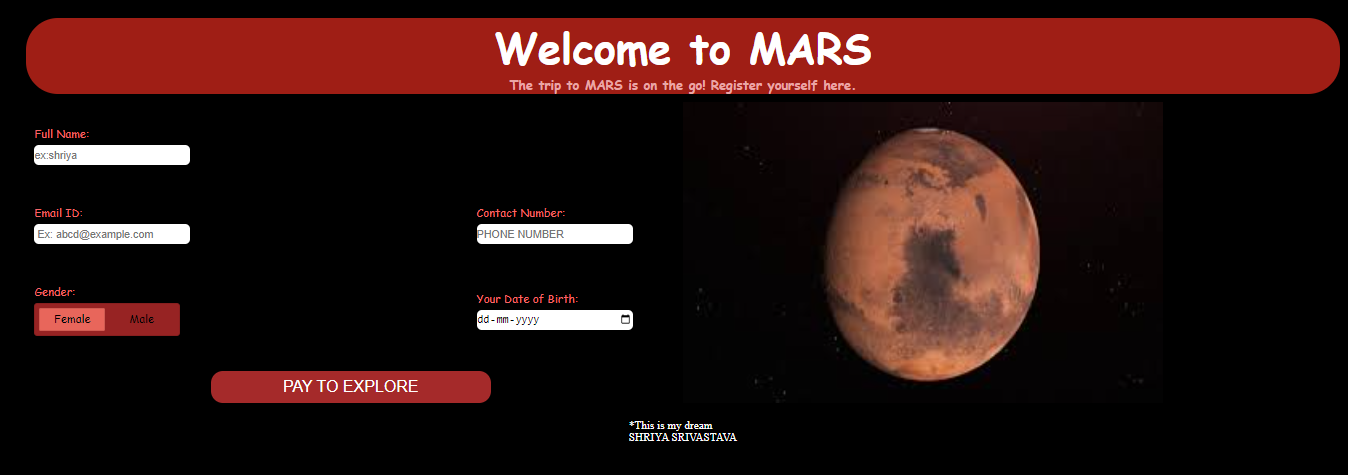 Welcome to MARS
The trip to MARS is on the go! Register yourself here.
Full Name:
ex:shriya
Email ID:
Ex: abcd@example.com
Contact Number:
PHONE NUMBER
Gender:
Female Male
Your Date of Birth:
dd-mm-yyyy
PAY TO EXPLORE
*This is my dream
SHRIYA SRIVASTAVA